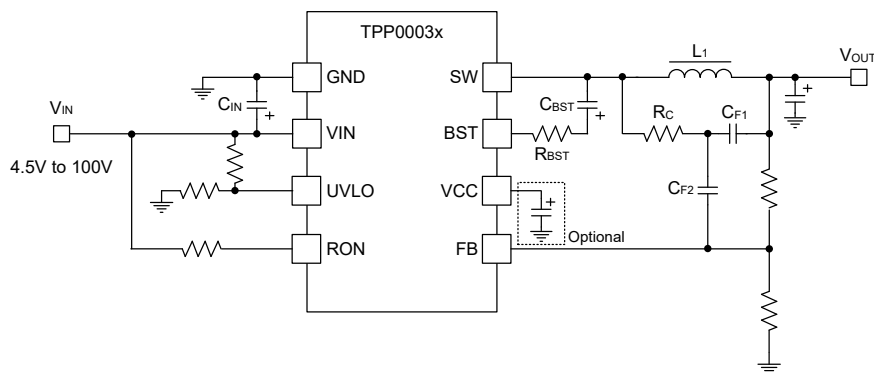 TPP0003x
GND
SW
L1
VOUT
CIN
+
CBST
+
+
RC
CF1
VIN
VIN
BST
RBST
4.5V to 100V
UVLO
VCC
+
CF2
Optional
RON
FB